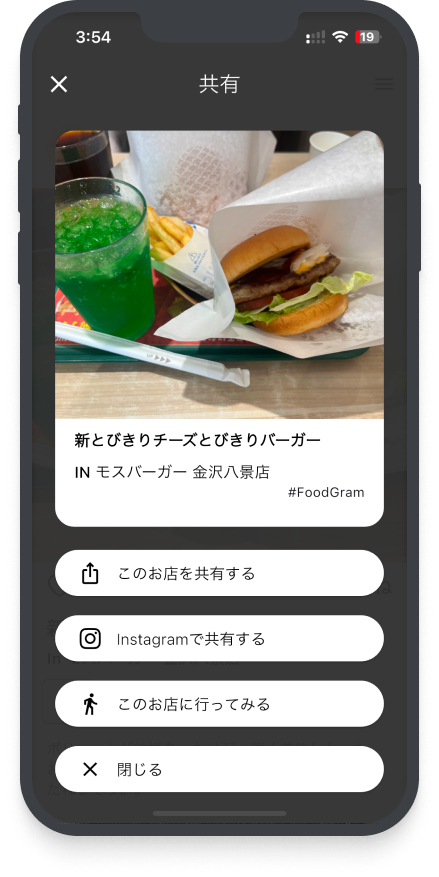 3:54
19
共有
新とびきりチーズとびきりバーガー
IN モスバーガー 金沢八景店
#FoodGram
このお店を共有する
Instagramで共有する
このお店に行ってみる
閉じる